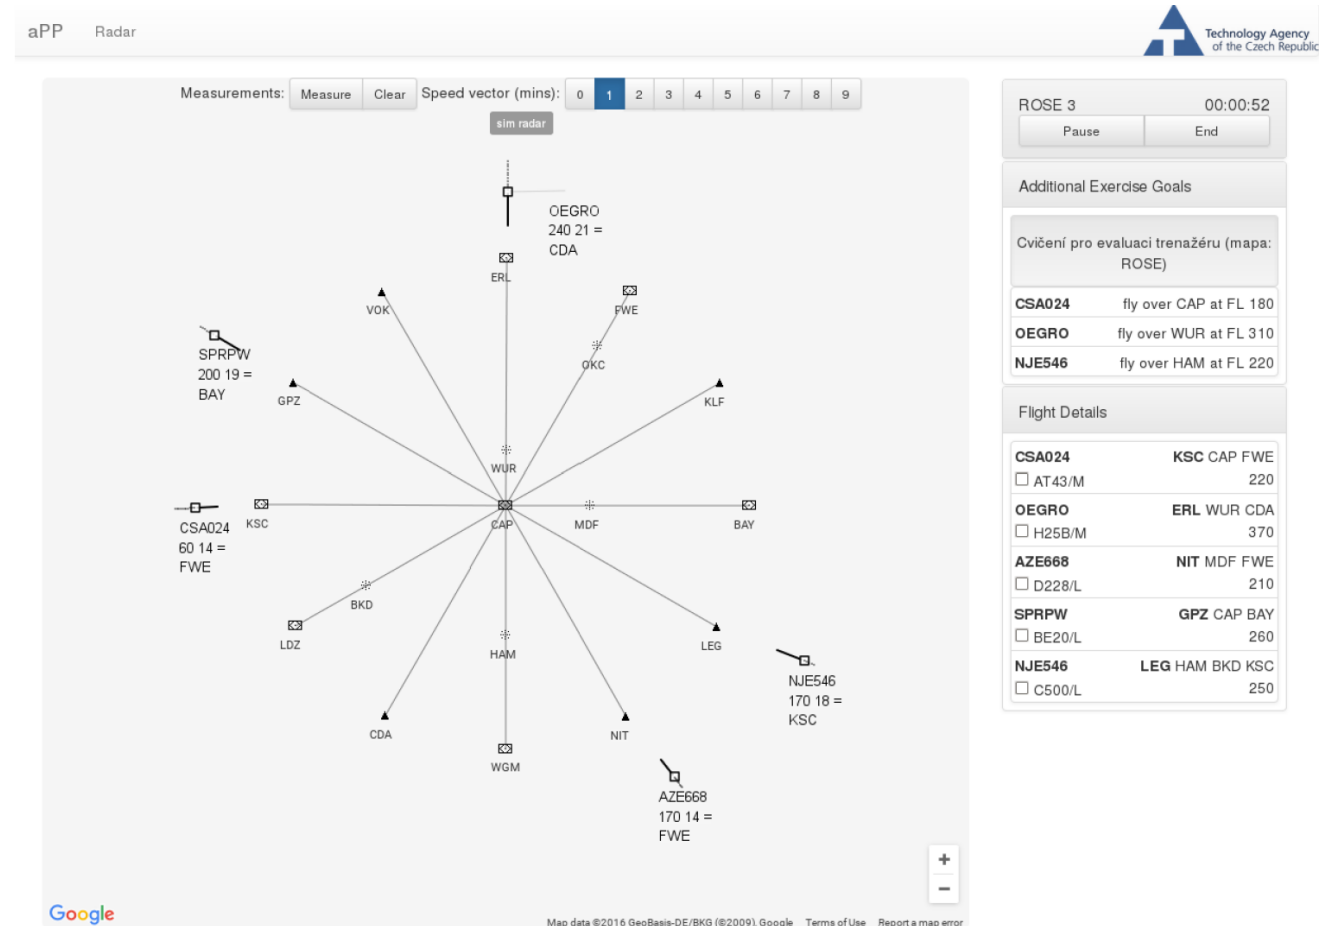 aPP Radar
Technology Agency
of the Czech Republic
Measurements: Measure Clear Speed vector (mins): 0 1 2 3 4 5 6 7 8 9
sim radar
OEGRO
240 21 =
CDA
ERL
FWE
VOK
OKC
SPRPW
200 19 =
BAY
GPZ
KLF
WUR
CSA024
60 14 =
FWE
KSC
CAP
MDF
BAY
BKD
LDZ
HAM
LEG
NJE546
170 18 =
KSC
CDA
NIT
WGM
AZE668
170 14 =
FWE
+
−
Google
Map data ©2016 GeoBasis-DE/BKG (©2009), Google Terms of Use Report a map error
ROSE 3 00:00:52
Pause End
Additional Exercise Goals
Cvičení pro evaluaci trenažéru (mapa:
ROSE)
CSA024 fly over CAP at FL 180
OEGRO fly over WUR at FL 310
NJE546 fly over HAM at FL 220
Flight Details
CSA024 KSC CAP FWE
AT43/M 220
OEGRO ERL WUR CDA
H25B/M 370
AZE668 NIT MDF FWE
D228/L 210
SPRPW GPZ CAP BAY
BE20/L 260
NJE546 LEG HAM BKD KSC
C500/L 250